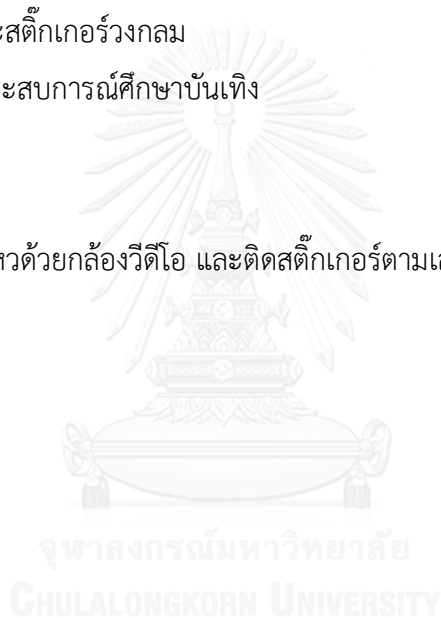 ะสติ๊กเกอร์วงกลม
ะสบการณ์ศึกษาบันเทิง
หวด้วยกล้องวีดีโอ และติดสติ๊กเกอร์ตามเ
จุฬาลงกรณ์มหาวิทยาลัย
CHULALONGKORN UNIVERSITY